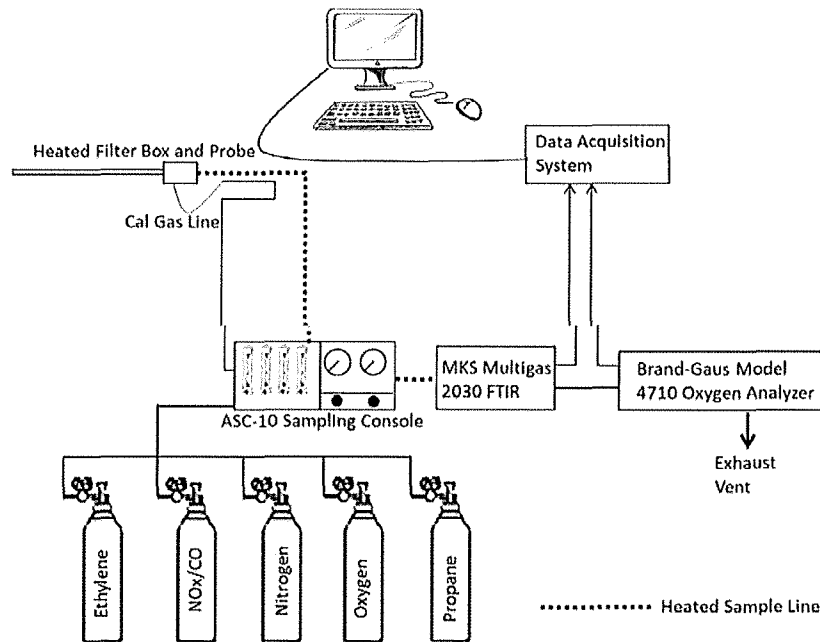 Data Acquisition
System
Heated Filter Box and Probe
Cal Gas Line
MKS Multigas
2030 FTIR
Brand-Gaus Model
4710 Oxygen Analyzer
ASC-10 Sampling Console
Exhaust
Vent
Ethylene
NOx/CO
Nitrogen
Oxygen
Propane
Heated Sample Line